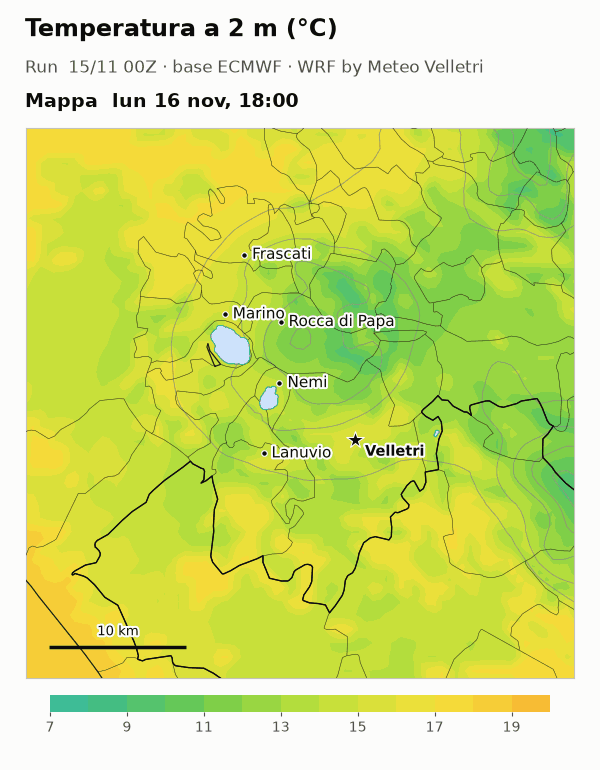 Temperatura a 2 m (°C)
Run  15/11 00Z · base ECMWF · WRF by Meteo Velletri
Mappa  lun 16 nov, 18:00
Frascati
Marino
Rocca di Papa
Nemi
Velletri
Lanuvio
10 km
7 9 11 13 15 17 19